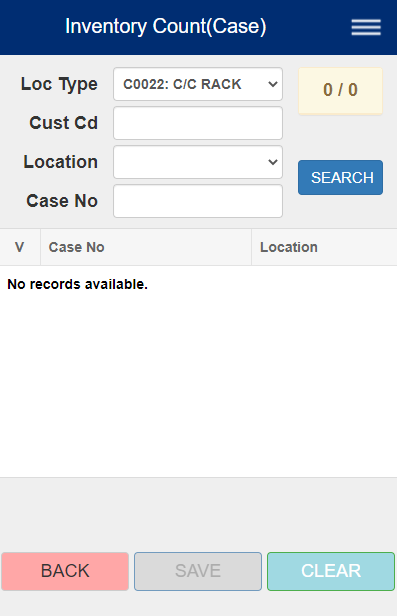 Inventory Count(Case)
Loc Type C0022: C/C RACK 0 / 0
Cust Cd
Location SEARCH
Case No
V Case No Location
No records available.
BACK SAVE CLEAR